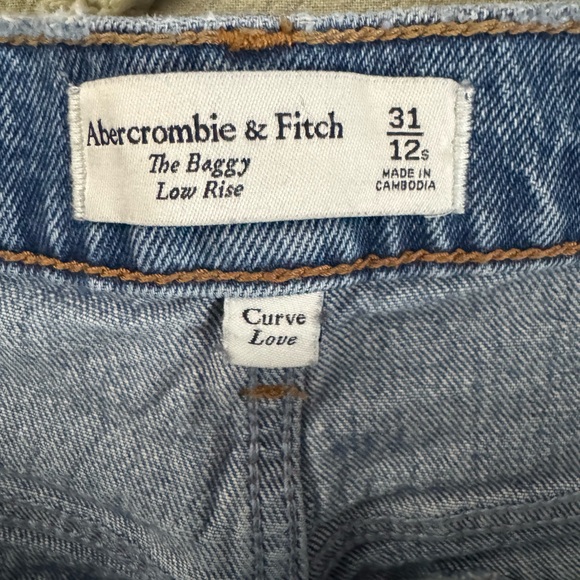 Abercrombie & Fitch
The Baggy
Low Rise
31
12s
MADE IN
CAMBODIA
Curve
Love